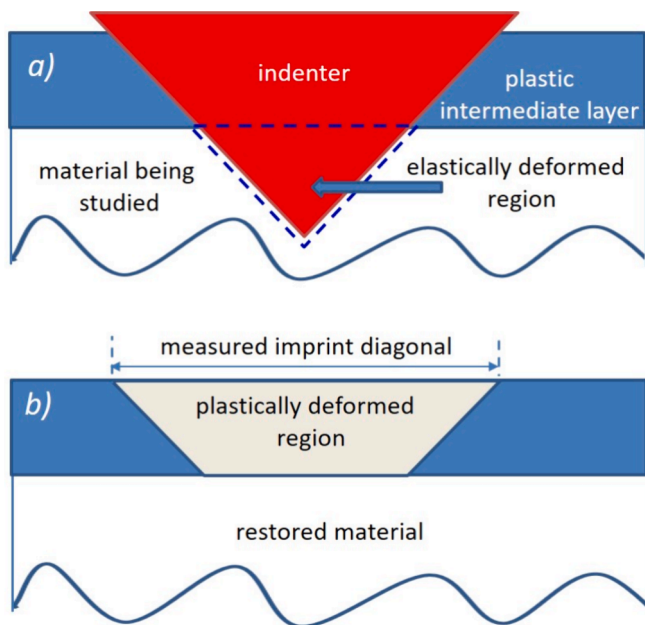 a)
indenter
plastic
intermediate layer
material being
studied
elastically deformed
region
measured imprint diagonal
b)
plastically deformed
region
restored material